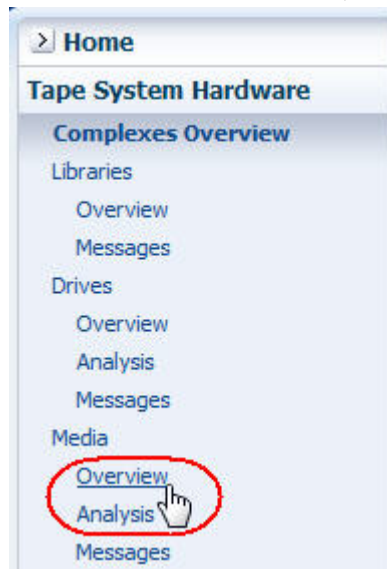 Home
Tape System Hardware
Complexes Overview
Libraries
Overview
Messages
Drives
Overview
Analysis
Messages
Media
Overview
Analysis
Messages